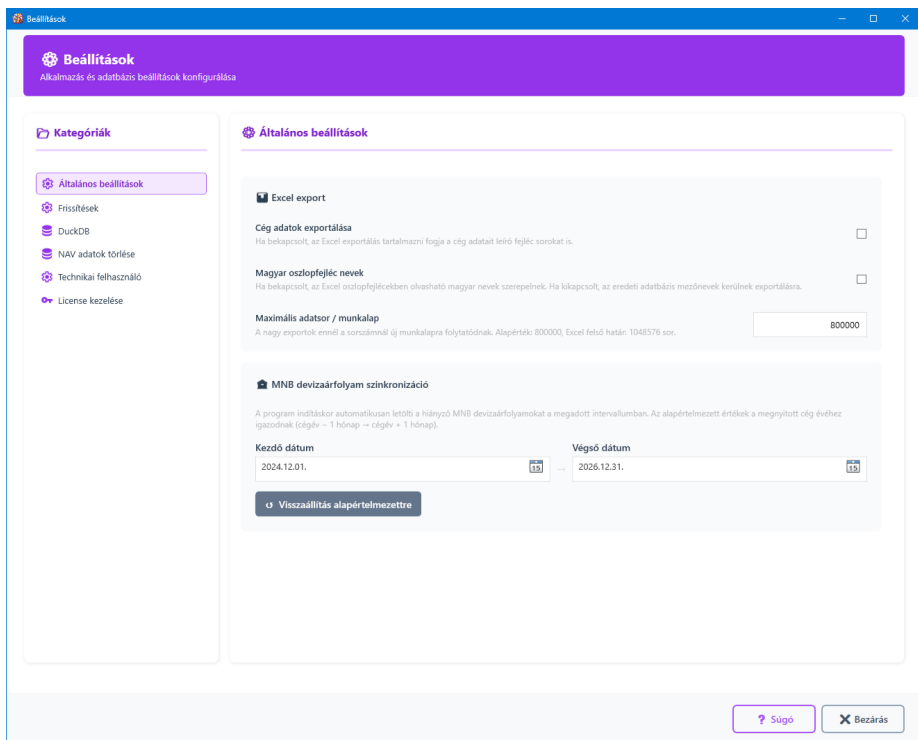 Beállítások
Beállítások
Alkalmazás és adatbázis beállítások konfigurálása
Kategóriák
Általános beállítások
Frissítések
DuckDB
NAV adatok törlése
Technikai felhasználó
License kezelése
Általános beállítások
Excel export
Cég adatok exportálása
Ha bekapcsolt, az Excel exportálás tartalmazni fogja a cég adatait leíró fejléc sorokat is.
Magyar oszlopfejléc nevek
Ha bekapcsolt, az Excel oszlopfejlécekben olvasható magyar nevek szerepelnek. Ha kikapcsolt, az eredeti adatbázis mezőnevek kerülnek exportálásra.
Maximális adatsor / munkalap
A nagy exportok ennél a sorszámnál új munkalapra folytatódnak. Alapérték: 800000, Excel felső határ: 1048576 sor.
800000
MNB devizaárfolyam szinkronizáció
A program indításkor automatikusan letölti a hiányzó MNB devizaárfolyamokat a megadott intervallumban. Az alapértelmezett értékek a megnyitott cég évéhez
igazodnak (cégév − 1 hónap → cégév + 1 hónap).
Kezdő dátum
Végső dátum
2024.12.01.
15
→
2026.12.31.
15
Visszaállítás alapértelmezettre
? Súgó
Bezárás